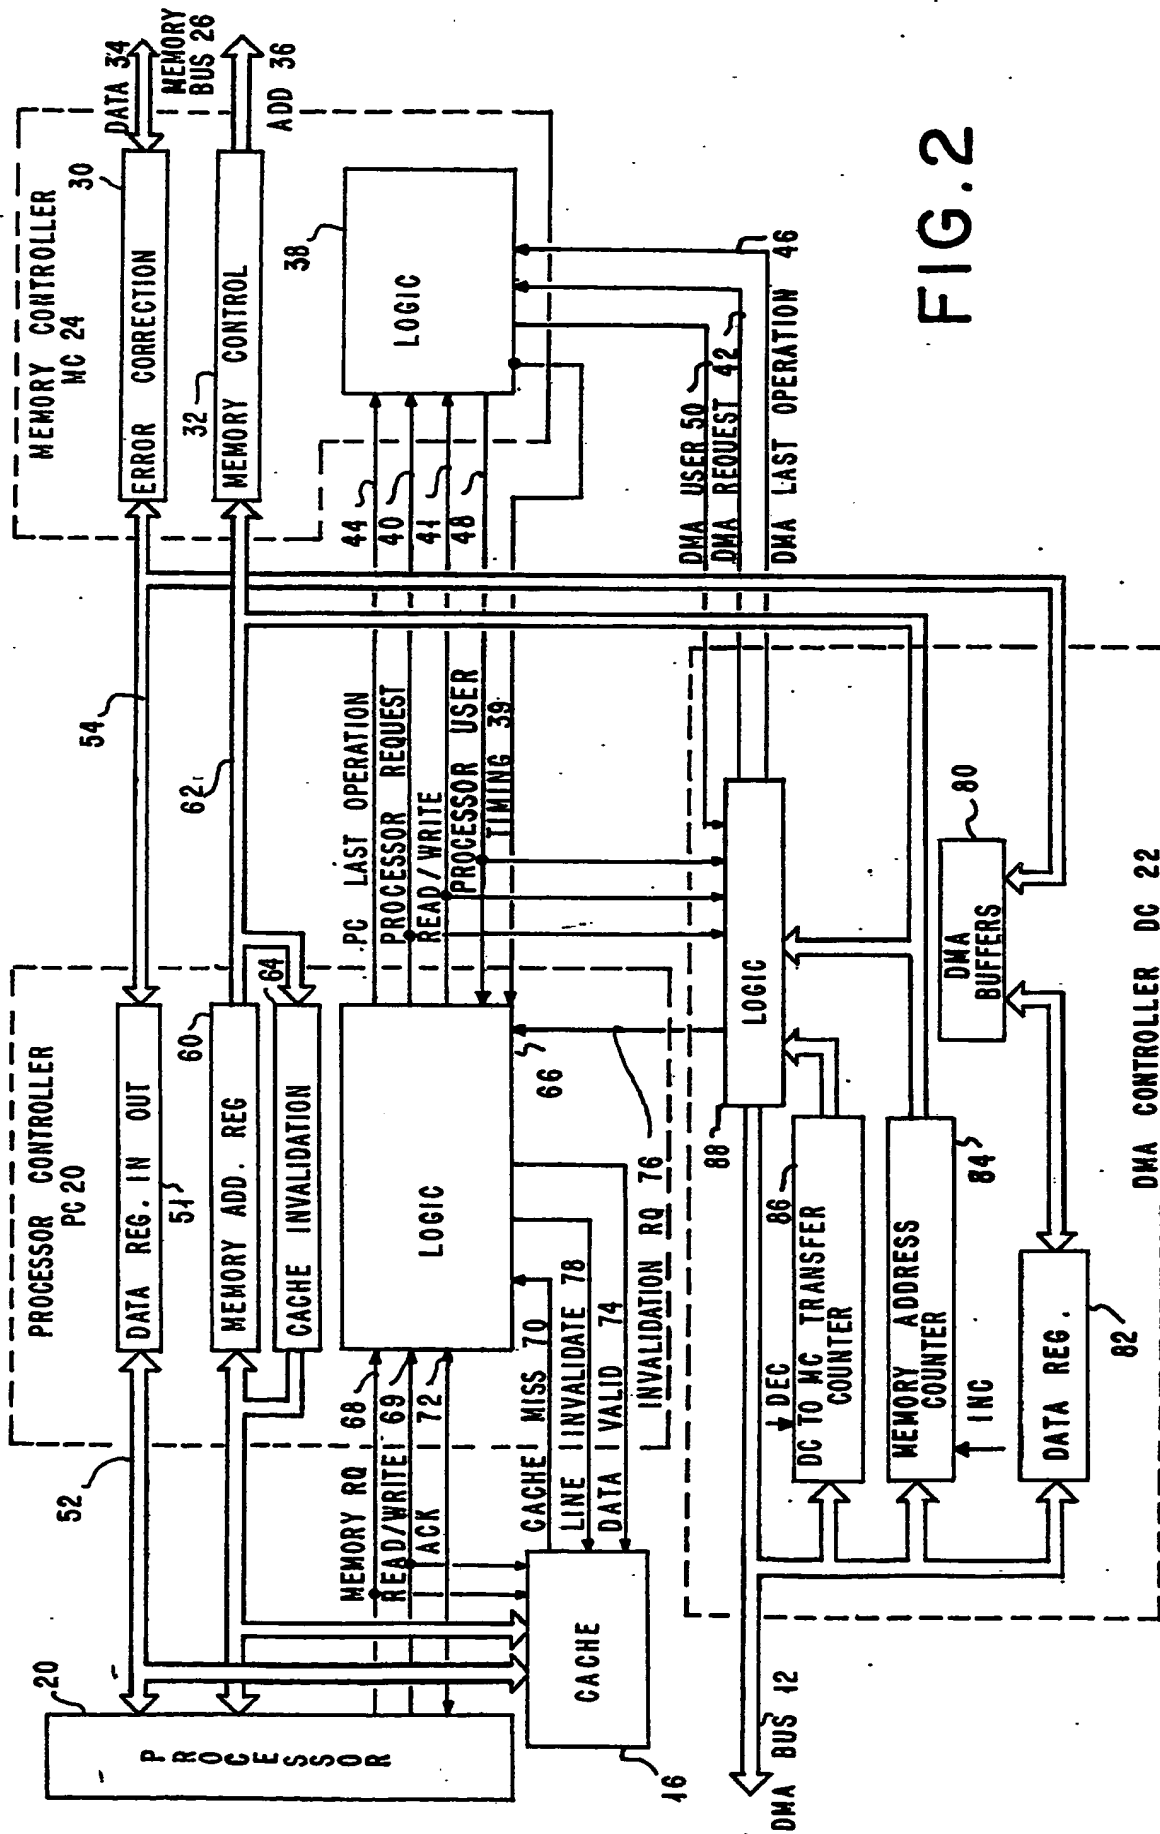 PROCESSOR
20
52
PROCESSOR CONTROLLER
PC 20
DATA REG. IN OUT
51
60
MEMORY ADD. REG
64
CACHE INVALIDATION
54
62
MEMORY CONTROLLER
MC 24
30
ERROR CORRECTION
32
MEMORY CONTROL
DATA 34
MEMORY
BUS 26
ADD 36
38
LOGIC
MEMORY RQ 68
READ/WRITE 69
ACK 72
LOGIC
66
PC LAST OPERATION
44
PROCESSOR REQUEST
40
READ/WRITE
41
PROCESSOR USER
48
TIMING 39
CACHE
16
CACHE MISS 70
LINE INVALIDATE 78
DATA VALID 74
INVALIDATION RQ 76
DMA USER 50
DMA REQUEST 42
DMA LAST OPERATION 46
88
LOGIC
DEC
86
DC TO MC TRANSFER
COUNTER
MEMORY ADDRESS
COUNTER
84
INC
DATA REG.
82
DMA
BUFFERS
80
DMA BUS 12
DMA CONTROLLER DC 22
FIG.2